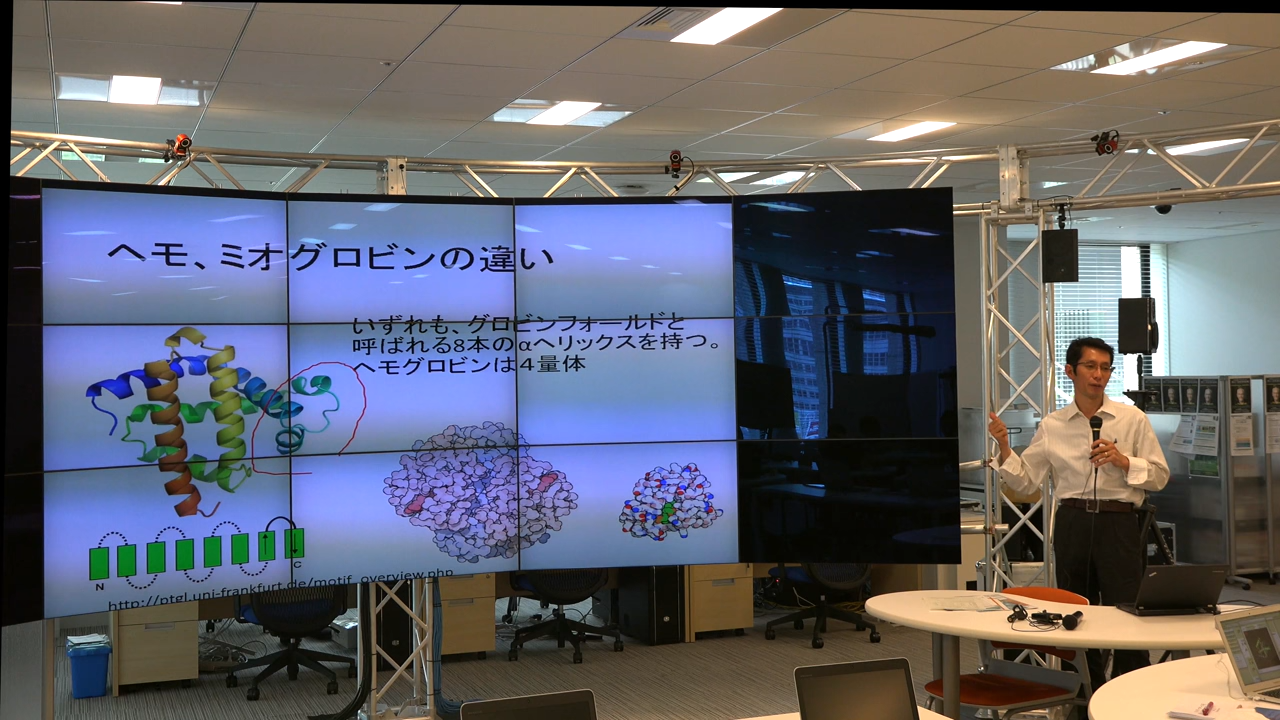 ヘモ、ミオグロビンの違い
いずれも、グロビンフォールドと
呼ばれる8本のαヘリックスを持つ。
ヘモグロビンは４量体
N
C
http://ptgl.uni-frankfurt.de/motif_overview.php